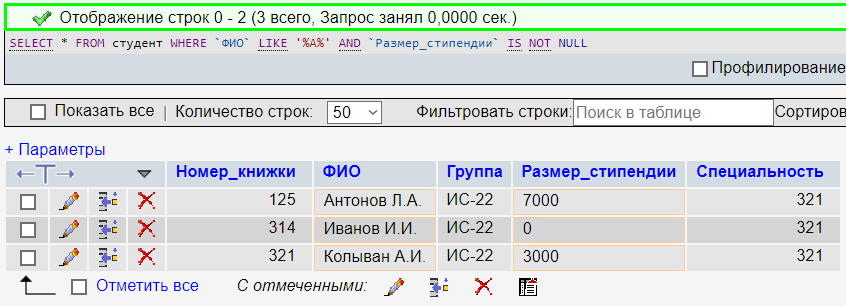 Отображение строк 0 - 2 (3 всего, Запрос занял 0,0000 сек.)
SELECT * FROM студент WHERE `ФИО` LIKE '%А%' AND `Размер_стипендии` IS NOT NULL
Профилирование
Показать все | Количество строк: 50 Фильтровать строки: Поиск в таблице Сортиров
+ Параметры
←T→ Номер_книжки ФИО Группа Размер_стипендии Специальность
125 Антонов Л.А. ИС-22 7000 321
314 Иванов И.И. ИС-22 0 321
321 Колыван А.И. ИС-22 3000 321
Отметить все С отмеченными: